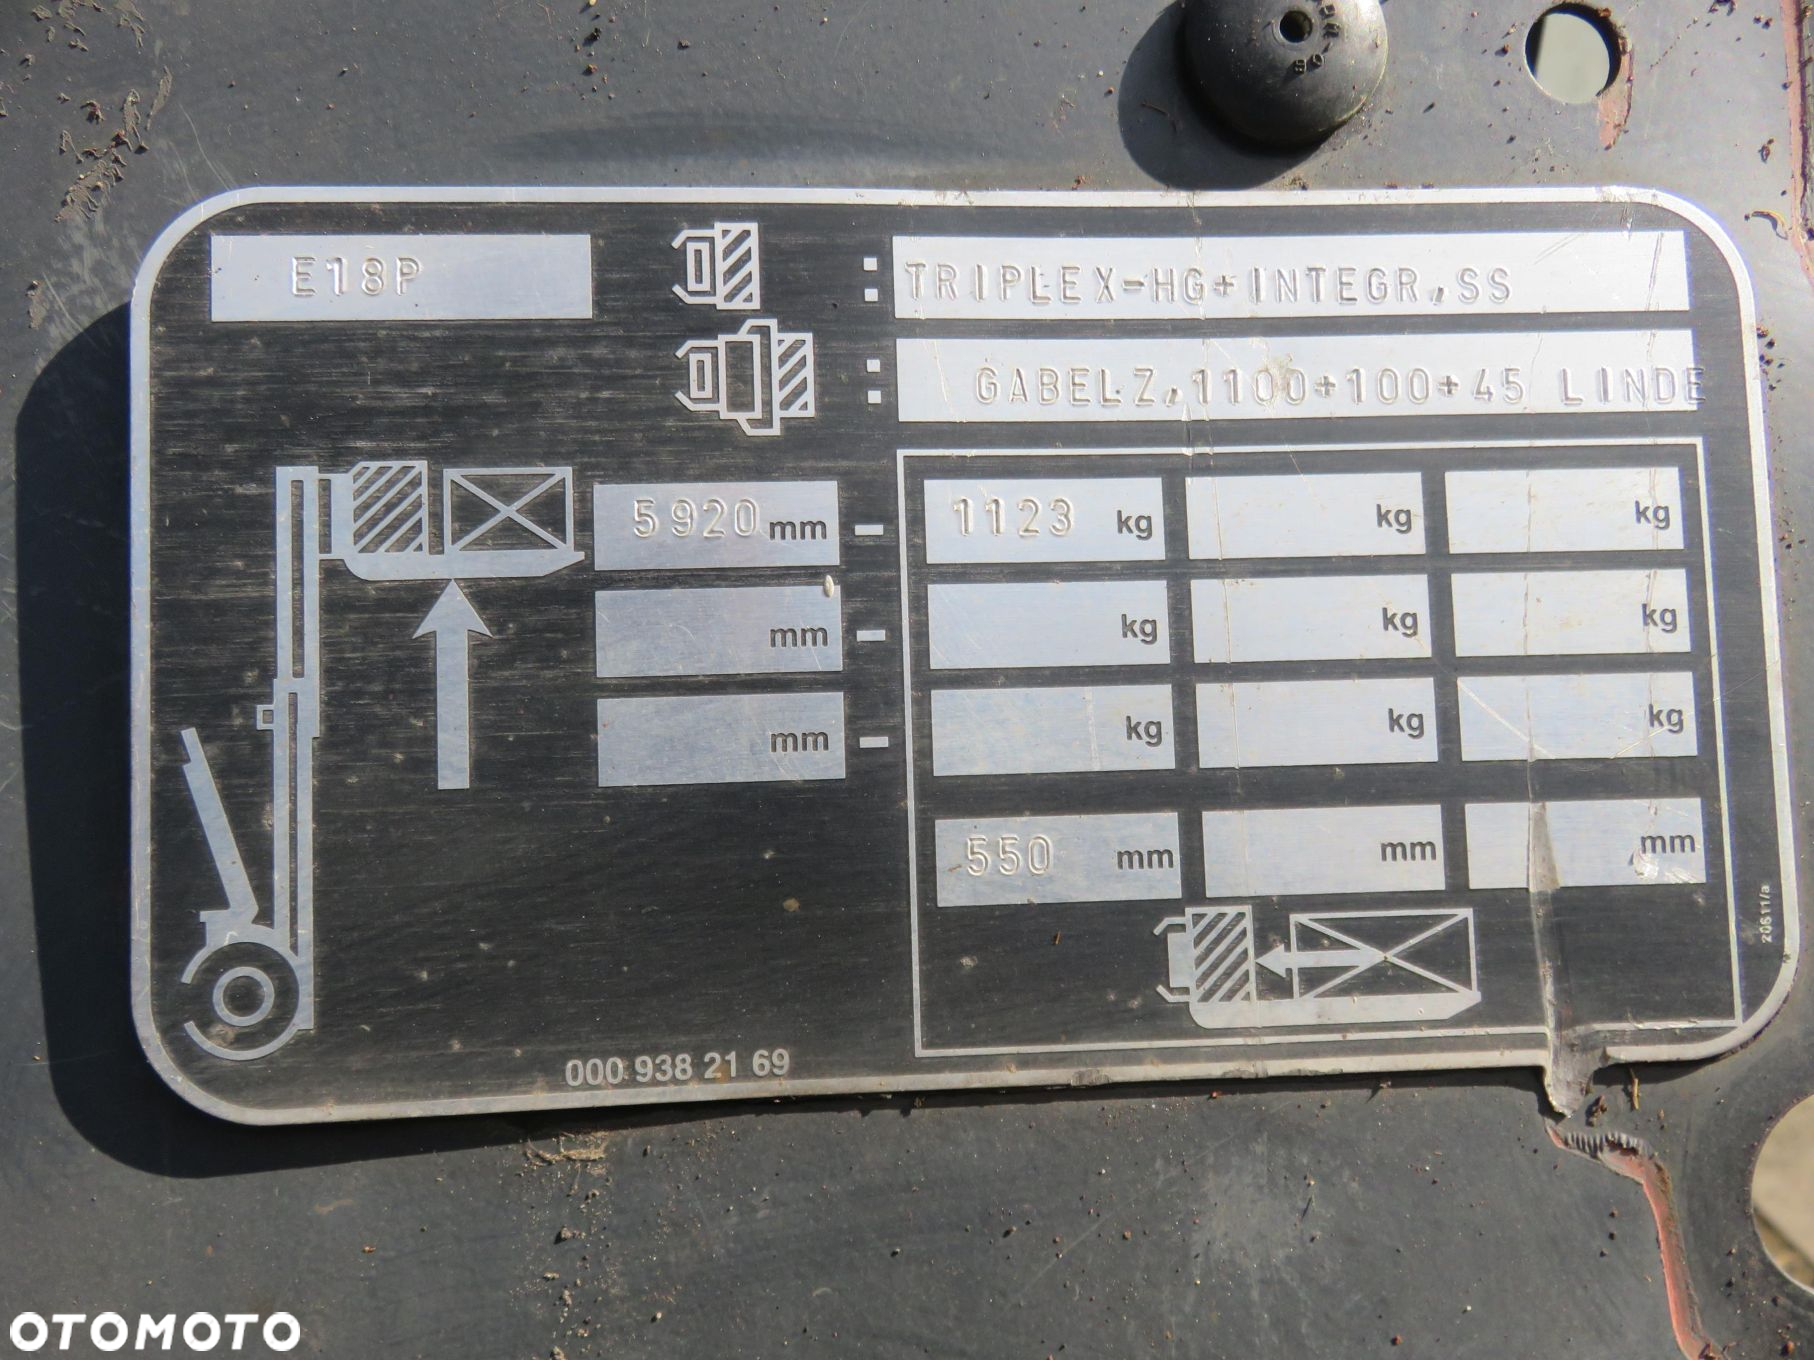 E18P
: TRIPLEX-HG+INTEGR,SS
: GABELZ,1100+100+45 LINDE
5920 mm - 1123 kg kg kg
mm - kg kg kg
mm - kg kg kg
550 mm mm mm
20611/a
000 938 21 69
OTOMOTO